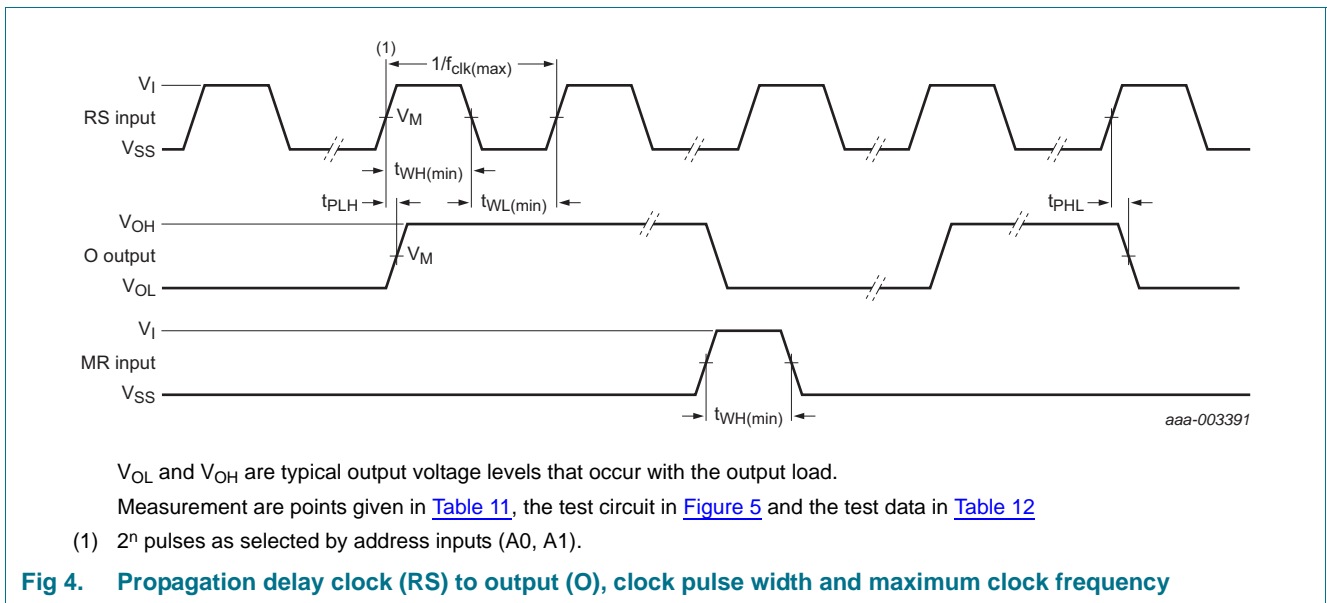 (1)
1/fclk(max)
VI
RS input
VM
VSS
tWH(min)
tPLH
tWL(min)
tPHL
VOH
O output
VM
VOL
VI
MR input
VSS
tWH(min)
aaa-003391
VOL and VOH are typical output voltage levels that occur with the output load.
Measurement are points given in Table 11, the test circuit in Figure 5 and the test data in Table 12
(1) 2ⁿ pulses as selected by address inputs (A0, A1).
Fig 4. Propagation delay clock (RS) to output (O), clock pulse width and maximum clock frequency